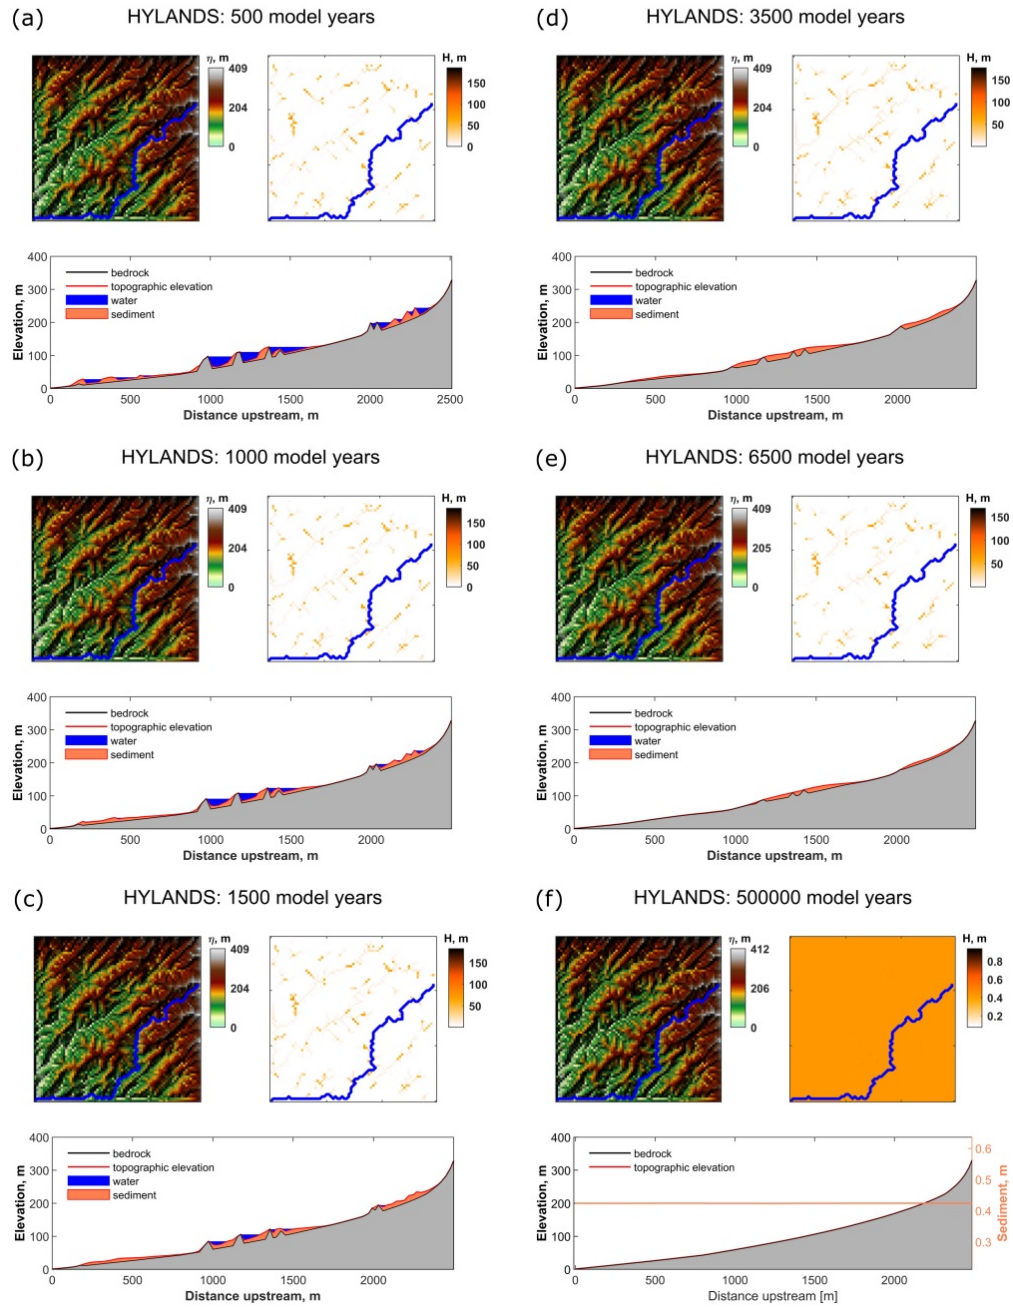 (a)
HYLANDS: 500 model years
η, m
409
204
0
H, m
150
100
50
400
300
200
100
0
Elevation, m
bedrock
topographic elevation
water
sediment
0
500
1000
1500
2000
2500
Distance upstream, m
(b)
HYLANDS: 1000 model years
η, m
409
204
0
H, m
150
100
50
0
400
300
200
100
0
Elevation, m
bedrock
topographic elevation
water
sediment
0
500
1000
1500
2000
Distance upstream, m
(c)
HYLANDS: 1500 model years
η, m
409
204
0
H, m
150
100
50
400
300
200
100
0
Elevation, m
bedrock
topographic elevation
water
sediment
0
500
1000
1500
2000
Distance upstream, m
(d)
HYLANDS: 3500 model years
η, m
409
204
0
H, m
150
100
50
400
300
200
100
0
Elevation, m
bedrock
topographic elevation
water
sediment
0
500
1000
1500
2000
Distance upstream, m
(e)
HYLANDS: 6500 model years
η, m
409
205
0
H, m
150
100
50
0
400
300
200
100
0
Elevation, m
bedrock
topographic elevation
water
sediment
0
500
1000
1500
2000
Distance upstream, m
(f)
HYLANDS: 500000 model years
η, m
412
206
0
H, m
0.8
0.6
0.4
0.2
400
300
200
100
0
Elevation, m
bedrock
topographic elevation
0.6
0.5
0.4
0.3
Sediment, m
0
500
1000
1500
2000
Distance upstream [m]